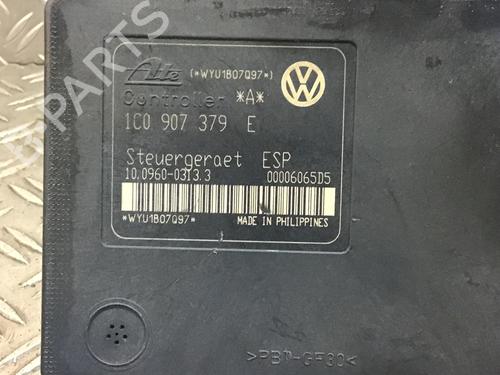 Ate (*WYU1B07Q97*)
Controller *A*
1C0 907 379 E
Steuergeraet ESP
10.0960-0313.3 00006065D5
*WYU1B07Q97* MADE IN PHILIPPINES
>PBT-GF30<
B-PARTS